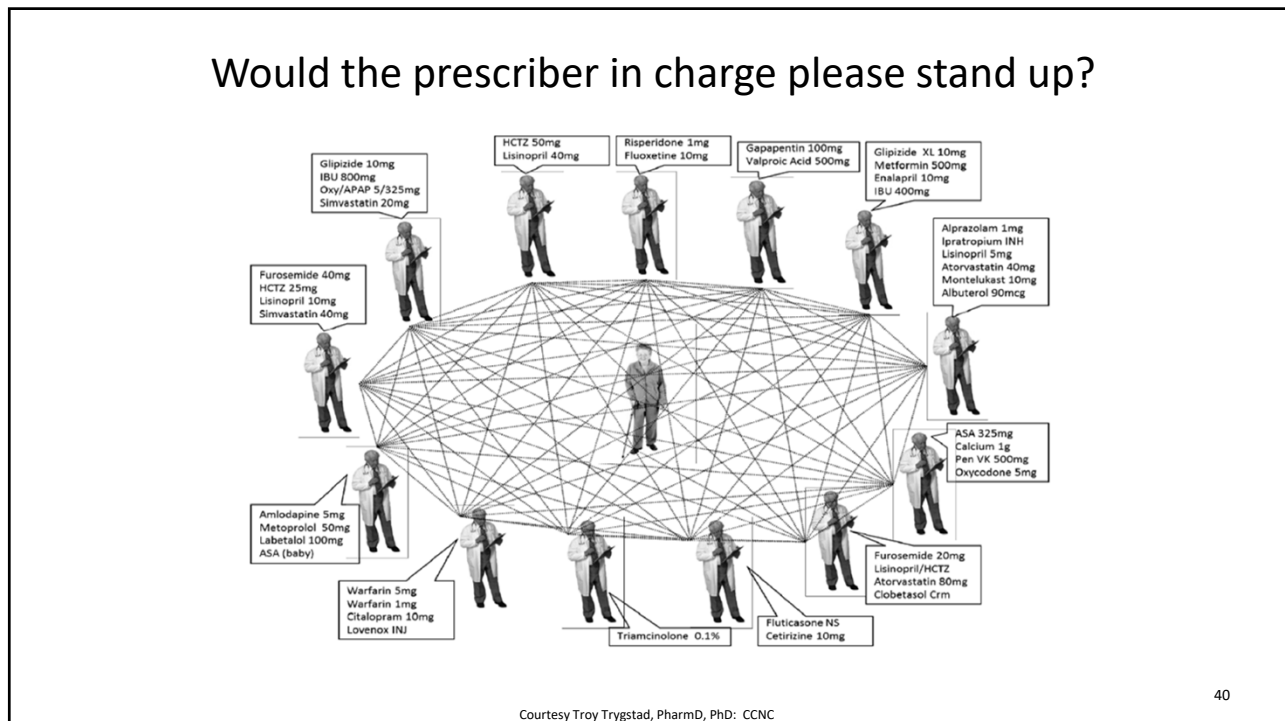 Would the prescriber in charge please stand up?
HCTZ 50mg
Lisinopril 40mg
Risperidone 1mg
Fluoxetine 10mg
Gapapentin 100mg
Valproic Acid 500mg
Glipizide XL 10mg
Metformin 500mg
Enalapril 10mg
IBU 400mg
Glipizide 10mg
IBU 800mg
Oxy/APAP 5/325mg
Simvastatin 20mg
Alprazolam 1mg
Ipratropium INH
Lisinopril 5mg
Atorvastatin 40mg
Montelukast 10mg
Albuterol 90mcg
Furosemide 40mg
HCTZ 25mg
Lisinopril 10mg
Simvastatin 40mg
ASA 325mg
Calcium 1g
Pen VK 500mg
Oxycodone 5mg
Amlodapine 5mg
Metoprolol 50mg
Labetalol 100mg
ASA (baby)
Furosemide 20mg
Lisinopril/HCTZ
Atorvastatin 80mg
Clobetasol Crm
Warfarin 5mg
Warfarin 1mg
Citalopram 10mg
Lovenox INJ
Triamcinolone 0.1%
Fluticasone NS
Cetirizine 10mg
40
Courtesy Troy Trygstad, PharmD, PhD: CCNC